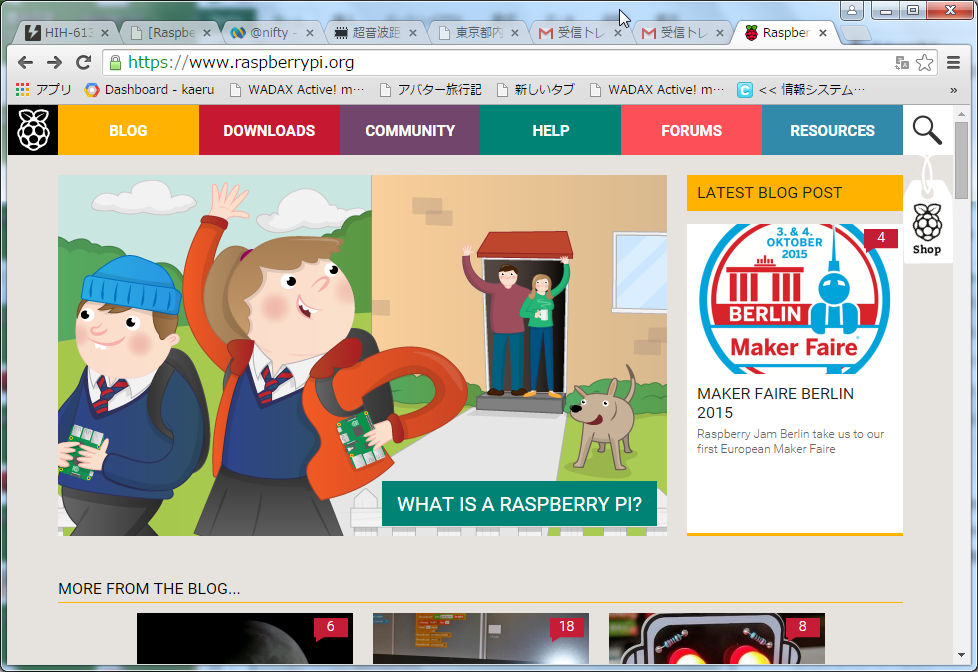 HIH-613
[Raspbe
@nifty -
超音波距
東京都内
受信トレ
受信トレ
Raspber
https://www.raspberrypi.org
アプリ
Dashboard - kaeru
WADAX Active! m…
アバター旅行記
新しいタブ
WADAX Active! m…
<< 情報システム…
»
BLOG
DOWNLOADS
COMMUNITY
HELP
FORUMS
RESOURCES
Shop
WHAT IS A RASPBERRY PI?
LATEST BLOG POST
4
3. & 4.
OKTOBER
2015
BERLIN
Maker Faire®
MAKER FAIRE BERLIN
2015
Raspberry Jam Berlin take us to our
first European Maker Faire
MORE FROM THE BLOG...
6
18
8